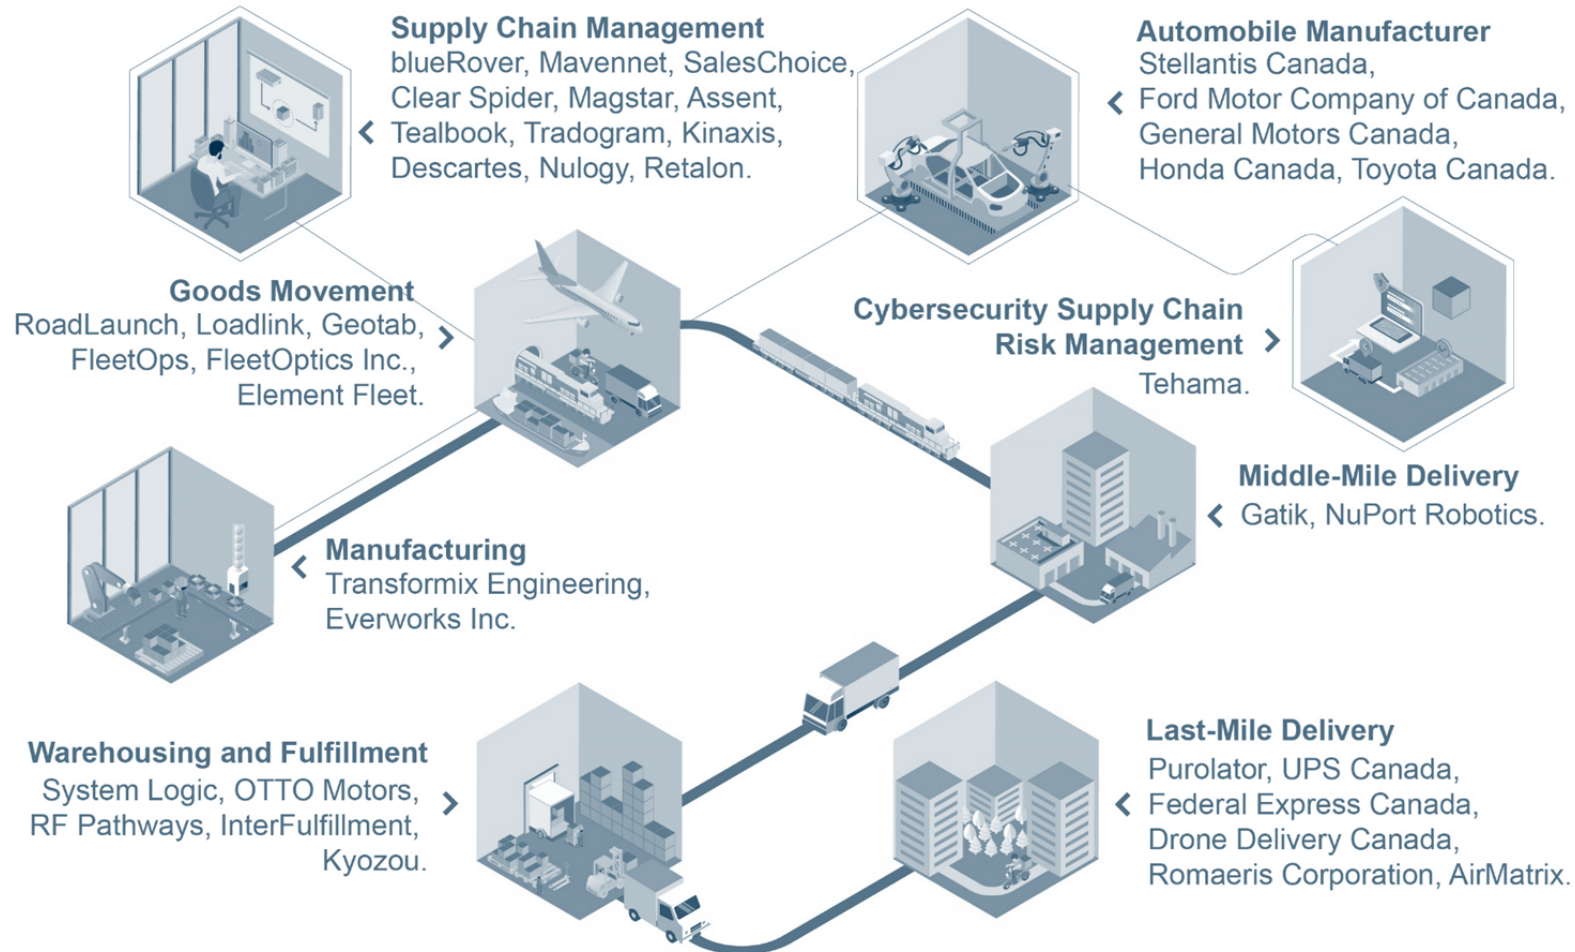 Supply Chain Management
blueRover, Mavennet, SalesChoice,
Clear Spider, Magstar, Assent,
Tealbook, Tradogram, Kinaxis,
Descartes, Nulogy, Retalon.
Automobile Manufacturer
Stellantis Canada,
Ford Motor Company of Canada,
General Motors Canada,
Honda Canada, Toyota Canada.
Goods Movement
RoadLaunch, Loadlink, Geotab,
FleetOps, FleetOptics Inc.,
Element Fleet.
Cybersecurity Supply Chain
Risk Management
Tehama.
Middle-Mile Delivery
Gatik, NuPort Robotics.
Manufacturing
Transformix Engineering,
Everworks Inc.
Warehousing and Fulfillment
System Logic, OTTO Motors,
RF Pathways, InterFulfillment,
Kyozou.
Last-Mile Delivery
Purolator, UPS Canada,
Federal Express Canada,
Drone Delivery Canada,
Romaeris Corporation, AirMatrix.